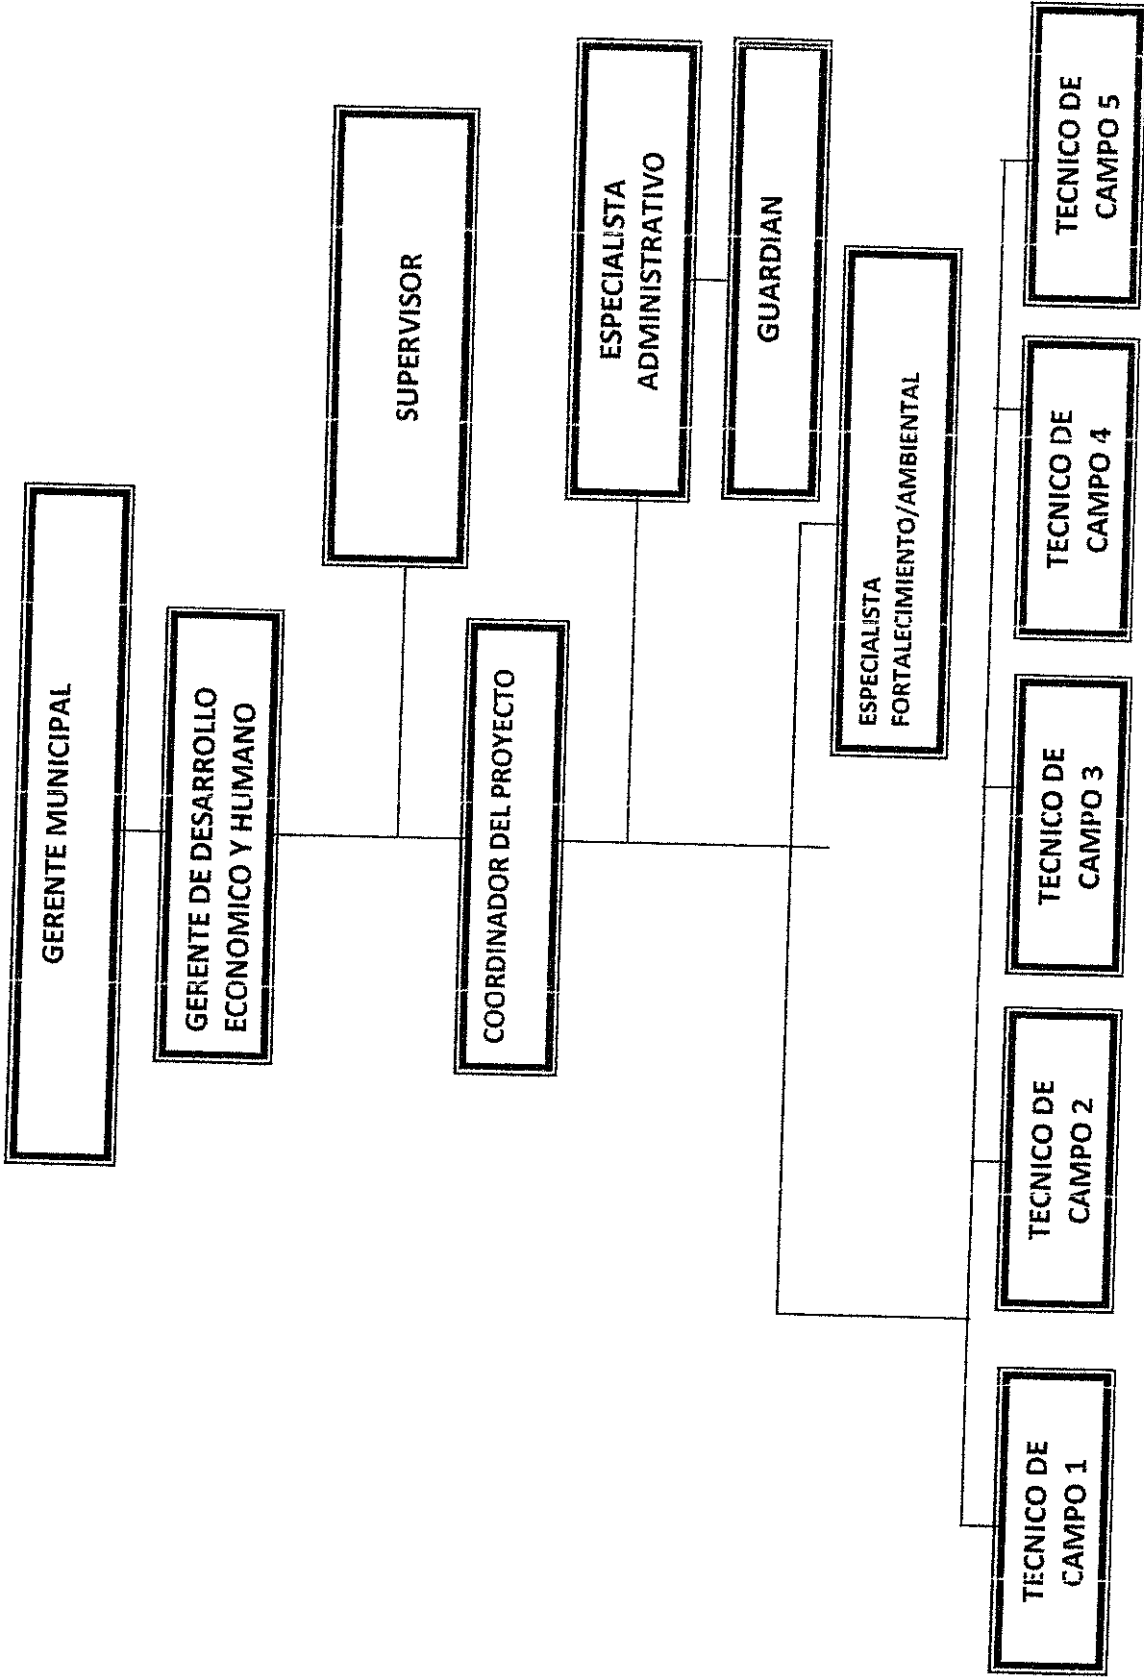 GERENTE MUNICIPAL
GERENTE DE DESARROLLO
ECONOMICO Y HUMANO
SUPERVISOR
COORDINADOR DEL PROYECTO
ESPECIALISTA
ADMINISTRATIVO
GUARDIAN
ESPECIALISTA
FORTALECIMIENTO/AMBIENTAL
TECNICO DE
CAMPO 1
TECNICO DE
CAMPO 2
TECNICO DE
CAMPO 3
TECNICO DE
CAMPO 4
TECNICO DE
CAMPO 5